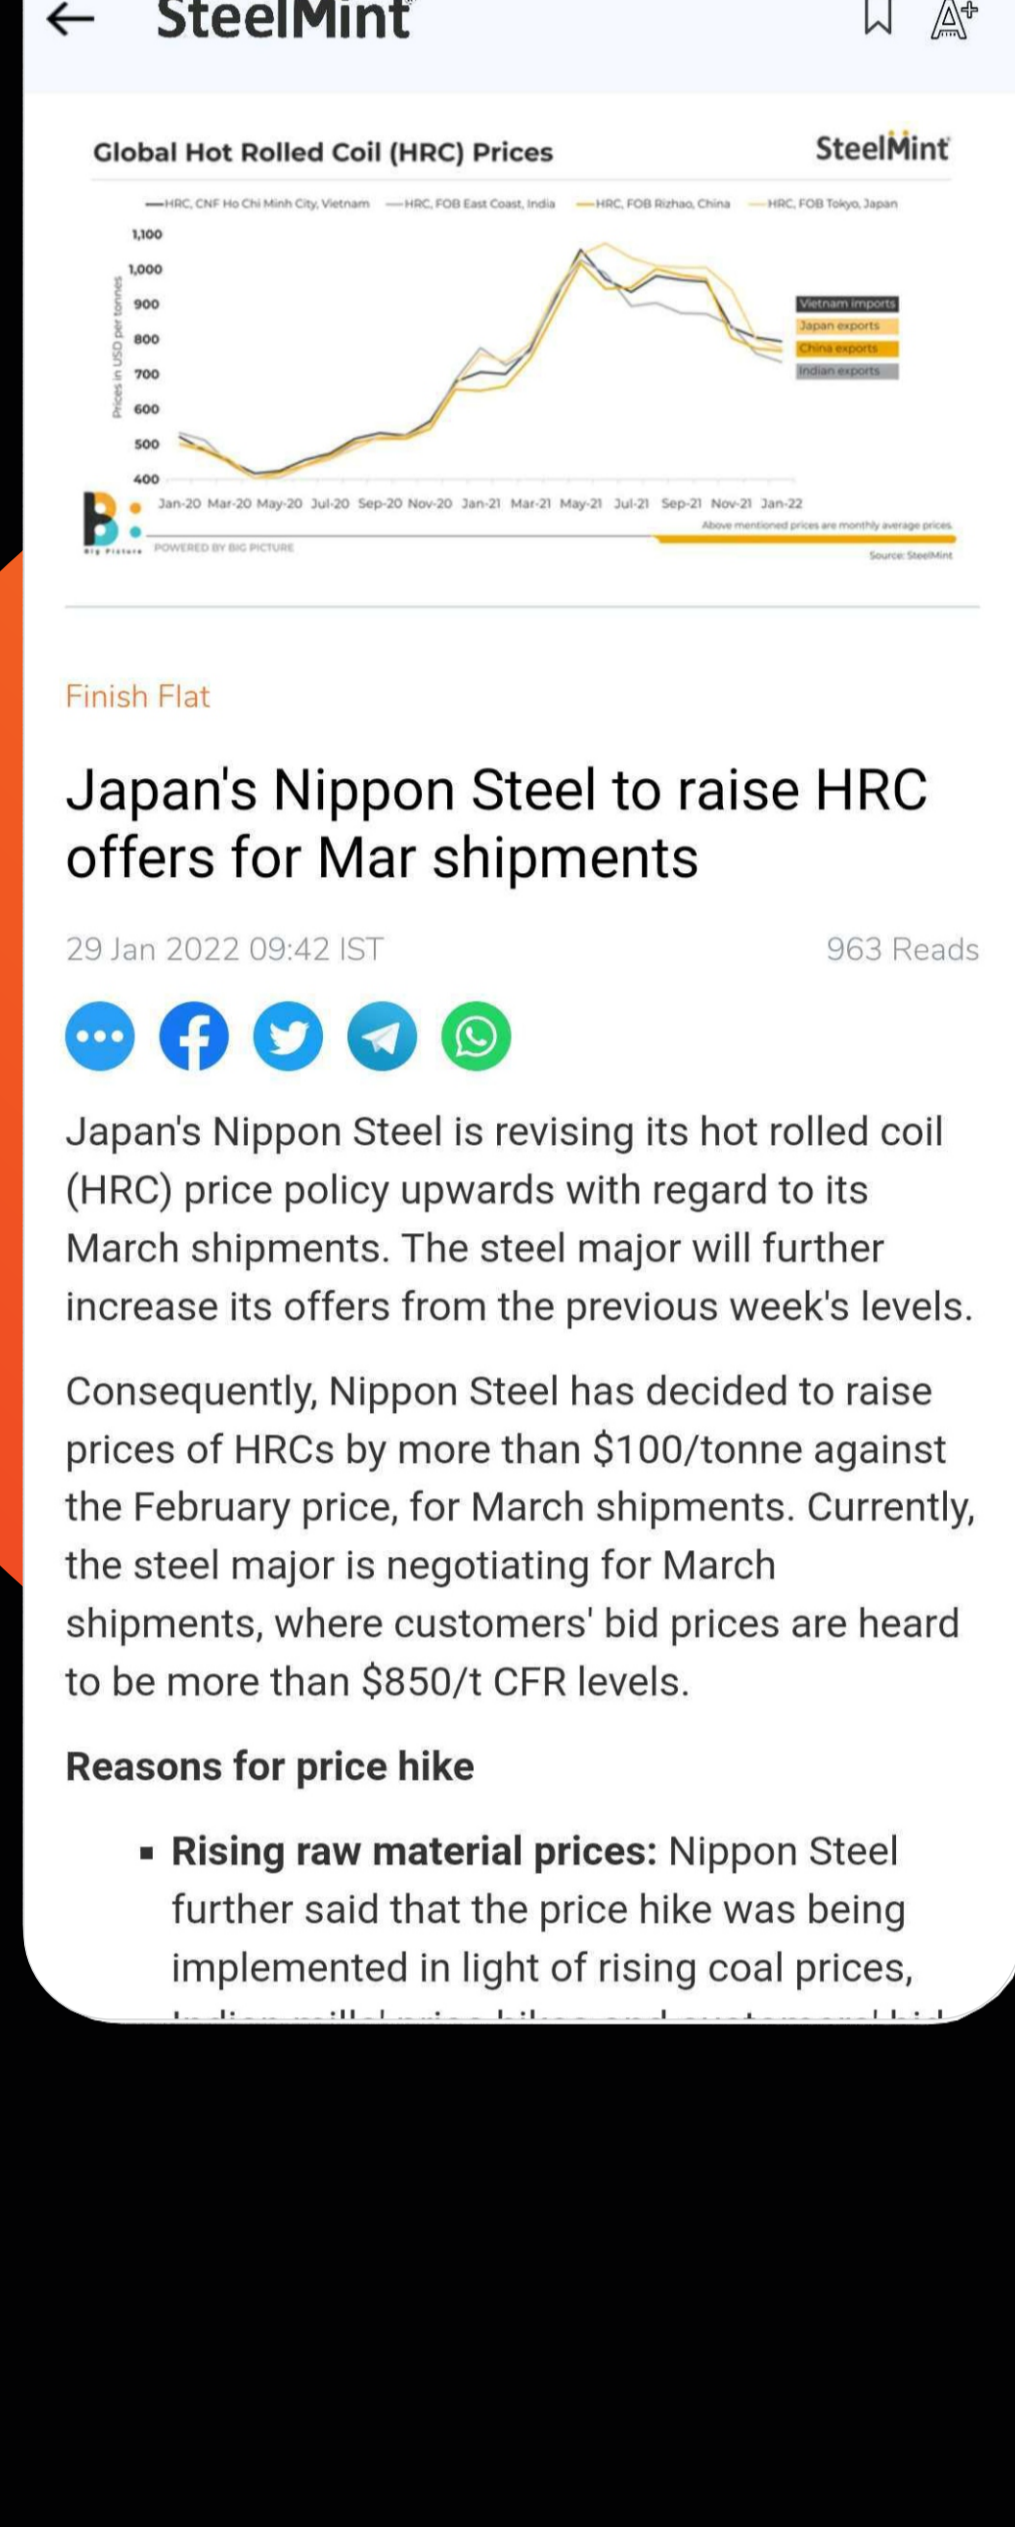 SteelMint
A+
Global Hot Rolled Coil (HRC) Prices
SteelMint
HRC, CNF Ho Chi Minh City, Vietnam HRC, FOB East Coast, India HRC, FOB Rizhao, China HRC, FOB Tokyo, Japan
Prices in USD per tonnes
1,100
1,000
900
800
700
600
500
400
Vietnam imports
Japan exports
China exports
Indian exports
Jan-20 Mar-20 May-20 Jul-20 Sep-20 Nov-20 Jan-21 Mar-21 May-21 Jul-21 Sep-21 Nov-21 Jan-22
Above mentioned prices are monthly average prices.
Big Picture
POWERED BY BIG PICTURE
Source: SteelMint
Finish Flat
Japan's Nippon Steel to raise HRC
offers for Mar shipments
29 Jan 2022 09:42 IST
963 Reads
Japan's Nippon Steel is revising its hot rolled coil
(HRC) price policy upwards with regard to its
March shipments. The steel major will further
increase its offers from the previous week's levels.
Consequently, Nippon Steel has decided to raise
prices of HRCs by more than $100/tonne against
the February price, for March shipments. Currently,
the steel major is negotiating for March
shipments, where customers' bid prices are heard
to be more than $850/t CFR levels.
Reasons for price hike
▪ Rising raw material prices: Nippon Steel
further said that the price hike was being
implemented in light of rising coal prices,